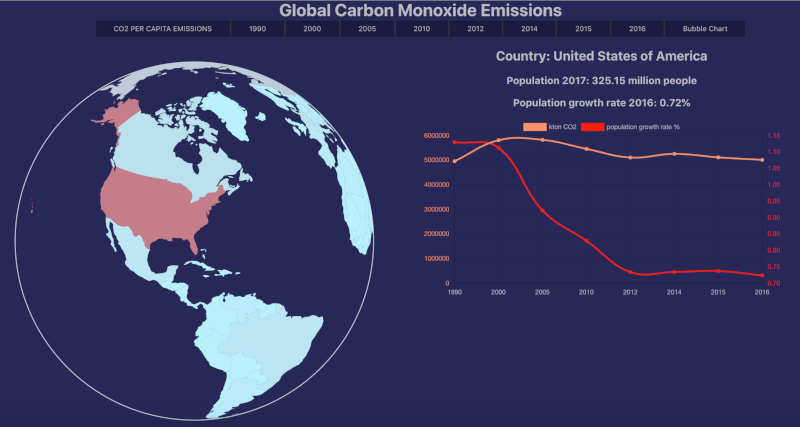 Global Carbon Monoxide Emissions
CO2 PER CAPITA EMISSIONS 1990 2000 2005 2010 2012 2014 2015 2016 Bubble Chart
Country: United States of America
Population 2017: 325.15 million people
Population growth rate 2016: 0.72%
kton CO2 population growth rate %
6000000 1.15
1.10
5000000 1.05
4000000 1.00
0.95
3000000 0.90
2000000 0.85
0.80
1000000 0.75
0 0.70
1990 2000 2005 2010 2012 2014 2015 2016